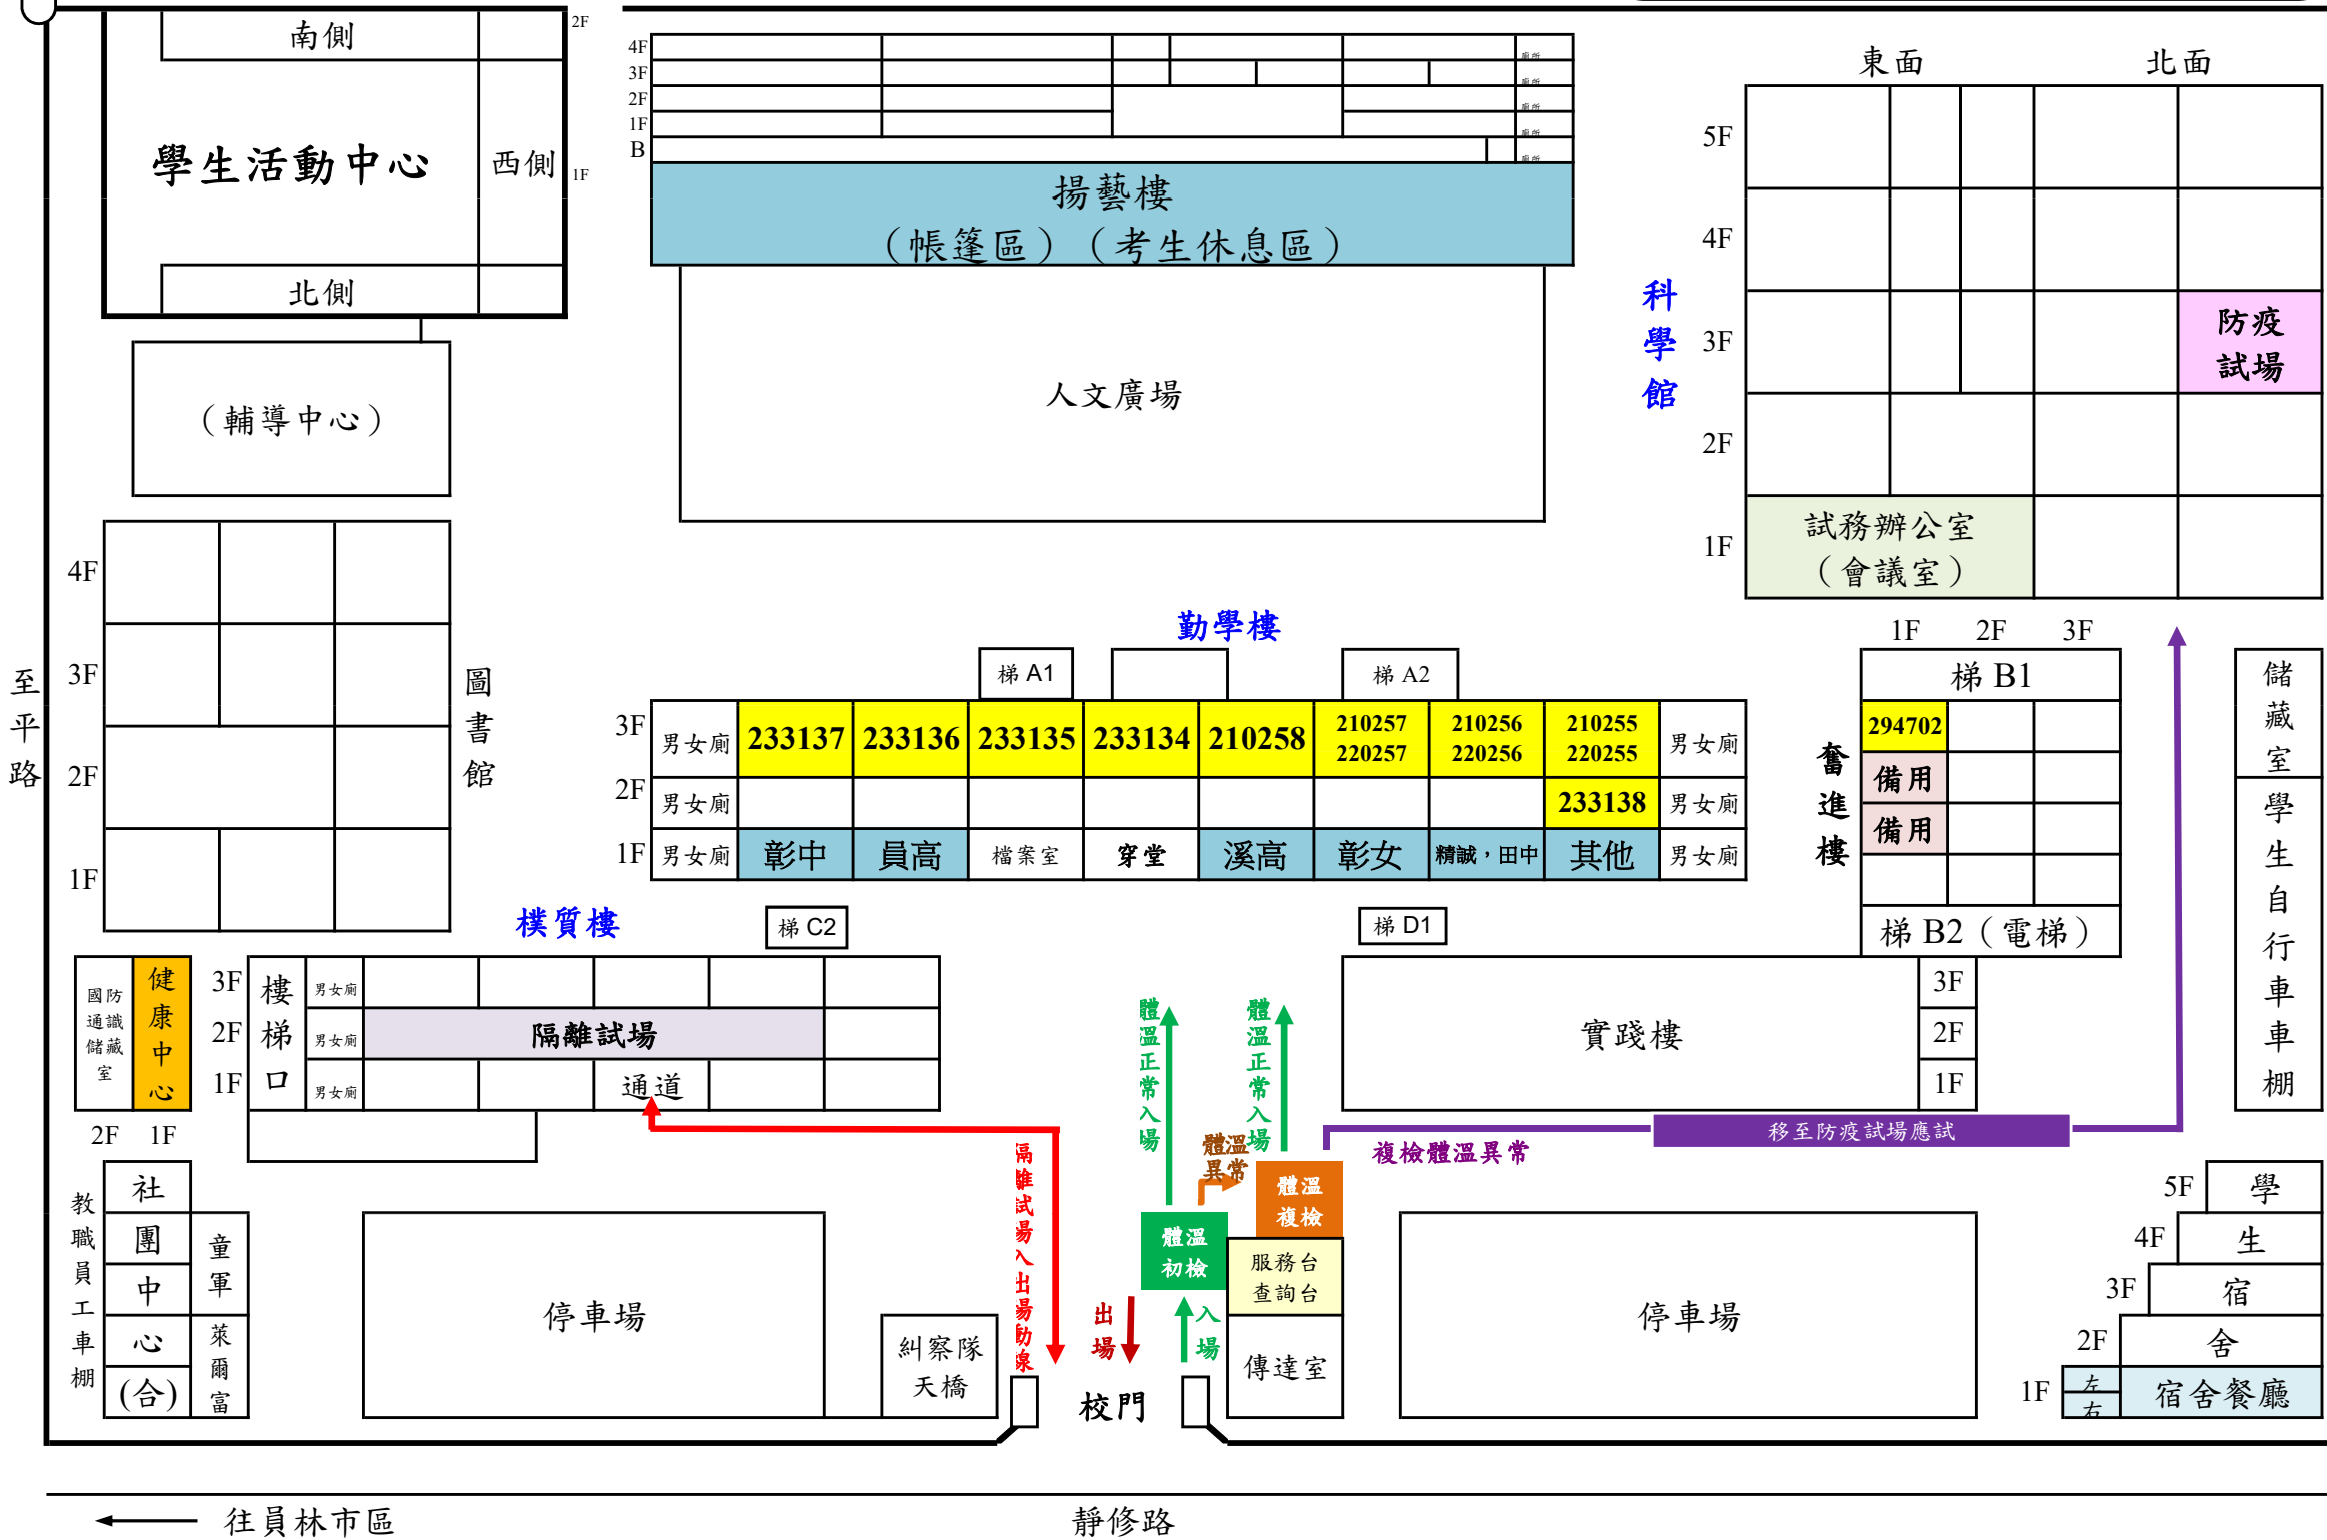 南側
2F
學生活動中心
西側
1F
北側
4F
廁所
3F
廁所
2F
廁所
1F
廁所
B
廁所
揚藝樓
（帳篷區）（考生休息區）
人文廣場
東面
北面
科學館
5F
4F
3F
防疫
試場
2F
1F
試務辦公室
（會議室）
（輔導中心）
至平路
4F
3F
2F
1F
圖書館
勤學樓
梯 A1
梯 A2
3F
男女廁
233137
233136
233135
233134
210258
210257
220257
210256
220256
210255
220255
男女廁
2F
男女廁
233138
男女廁
1F
男女廁
彰中
員高
檔案室
穿堂
溪高
彰女
精誠，田中
其他
男女廁
1F
2F
3F
梯 B1
奮進樓
294702
備用
備用
梯 B2（電梯）
儲藏室
學生自行車車棚
樸質樓
梯 C2
梯 D1
國防
通識
儲藏
室
健康中心
2F
1F
3F
2F
1F
樓梯口
男女廁
男女廁
隔離試場
男女廁
通道
體溫正常入場
體溫正常入場
實踐樓
3F
2F
1F
移至防疫試場應試
複檢體溫異常
體溫
異常
體溫
複檢
體溫
初檢
服務台
查詢台
隔離試場入出場動線
出場
入場
傳達室
校門
糾察隊
天橋
停車場
停車場
教職員工車棚
社
團
中
心
(合)
童軍
萊爾富
5F
學
4F
生
3F
宿
2F
舍
1F
左
右
宿舍餐廳
往員林市區
靜修路